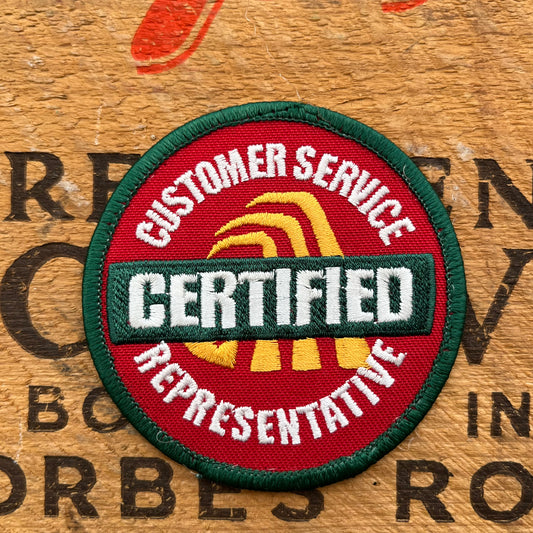 CUSTOMER SERVICE
CERTIFIED
REPRESENTATIVE
BO
IN
ORBES RO